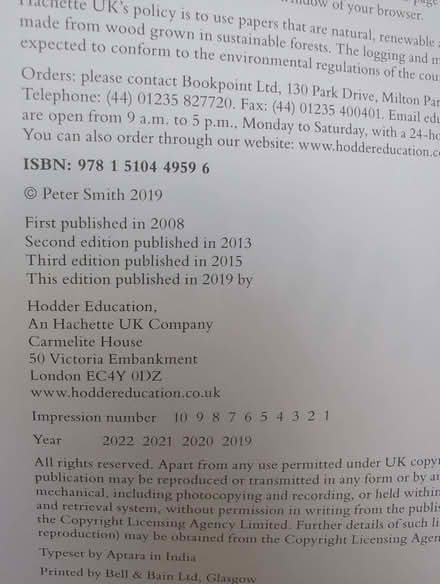 window of your browser.
Hachette UK's policy is to use papers that are natural, renewable
made from wood grown in sustainable forests. The logging and
expected to conform to the environmental regulations of the
Orders: please contact Bookpoint Ltd, 130 Park Drive, Milton
Telephone: (44) 01235 827720. Fax: (44) 01235 400401. Email
are open from 9 a.m. to 5 p.m., Monday to Saturday, with a
You can also order through our website: www.hoddereducation.
ISBN: 978 1 5104 4959 6
© Peter Smith 2019
First published in 2008
Second edition published in 2013
Third edition published in 2015
This edition published in 2019 by
Hodder Education,
An Hachette UK Company
Carmelite House
50 Victoria Embankment
London EC4Y 0DZ
www.hoddereducation.co.uk
Impression number 10 9 8 7 6 5 4 3 2 1
Year 2022 2021 2020 2019
All rights reserved. Apart from any use permitted under UK
publication may be reproduced or transmitted in any form or by
mechanical, including photocopying and recording, or held within
and retrieval system, without permission in writing from the
the Copyright Licensing Agency Limited. Further details of such
reproduction) may be obtained from the Copyright Licensing
Typeset by Aptara in India
Printed by Bell & Bain Ltd, Glasgow